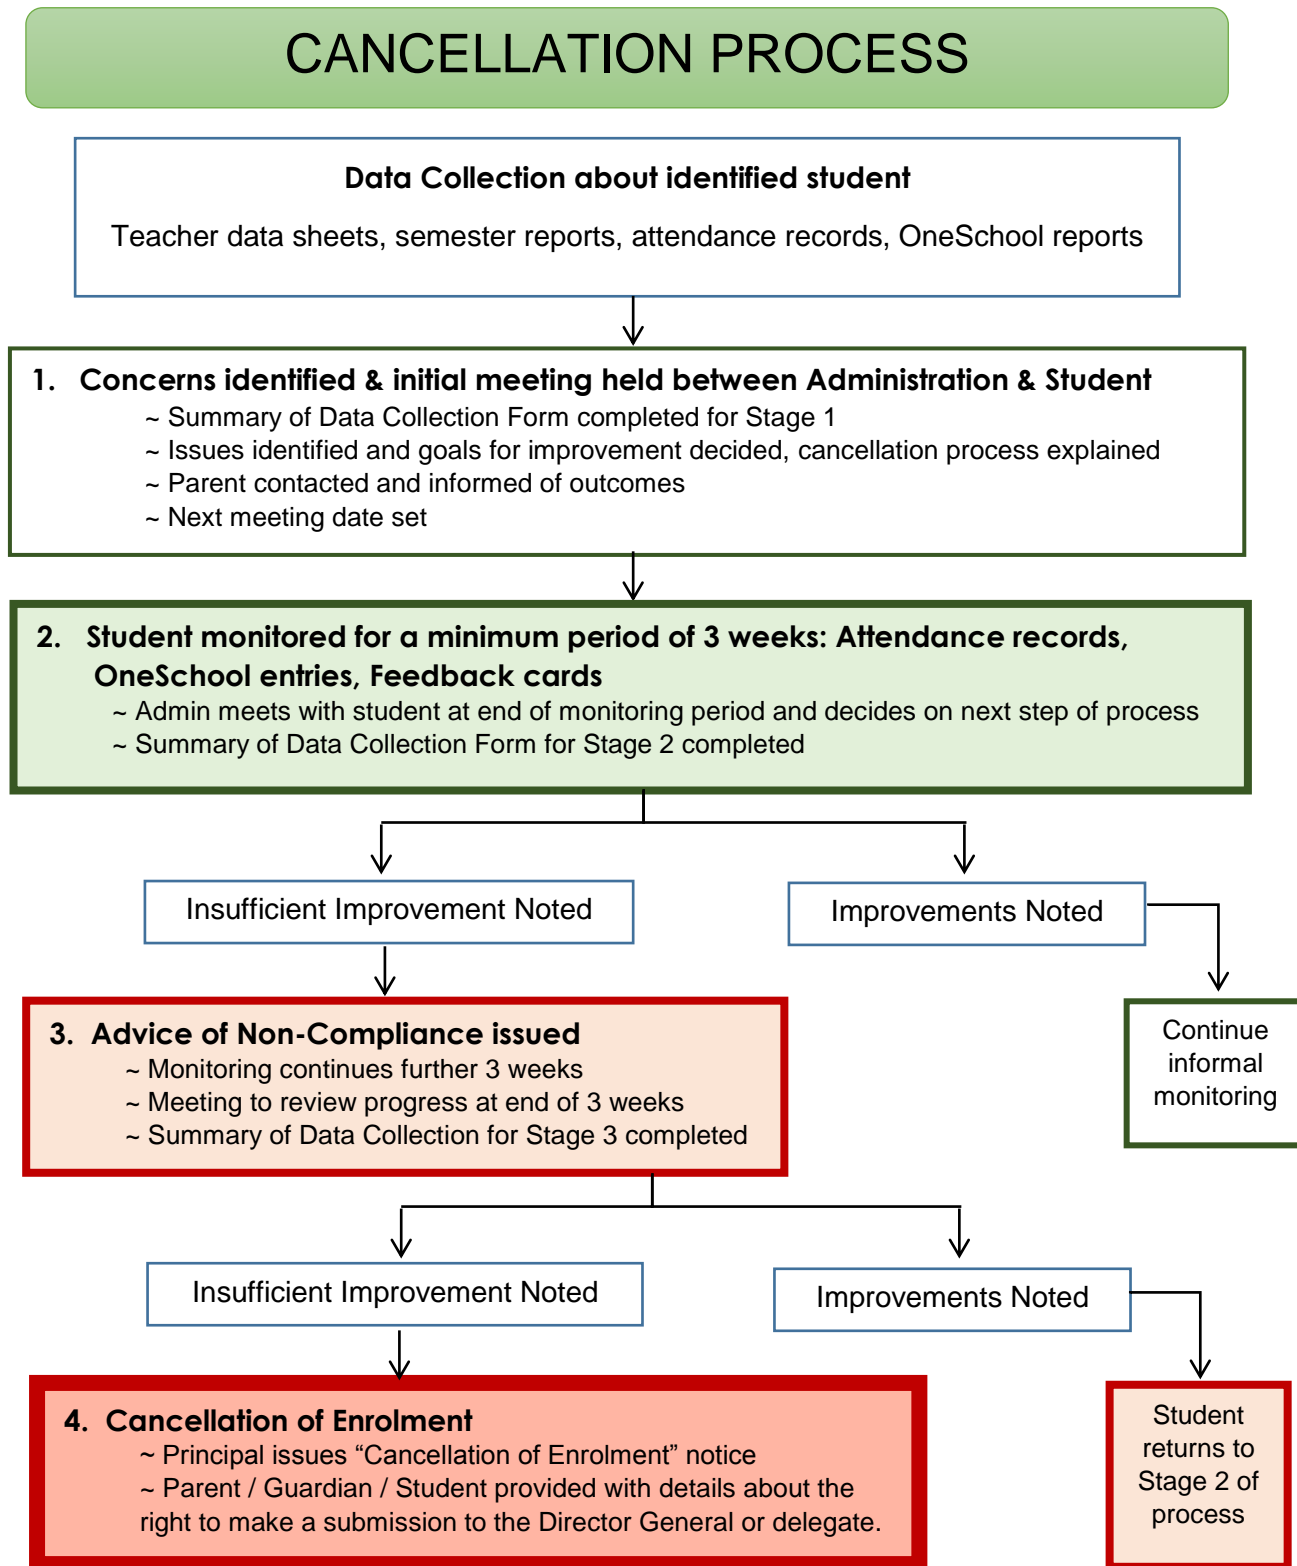 CANCELLATION PROCESS
Data Collection about identified student
Teacher data sheets, semester reports, attendance records, OneSchool reports
1. Concerns identified & initial meeting held between Administration & Student
~ Summary of Data Collection Form completed for Stage 1
~ Issues identified and goals for improvement decided, cancellation process explained
~ Parent contacted and informed of outcomes
~ Next meeting date set
2. Student monitored for a minimum period of 3 weeks: Attendance records,
OneSchool entries, Feedback cards
~ Admin meets with student at end of monitoring period and decides on next step of process
~ Summary of Data Collection Form for Stage 2 completed
Insufficient Improvement Noted
Improvements Noted
3. Advice of Non-Compliance issued
~ Monitoring continues further 3 weeks
~ Meeting to review progress at end of 3 weeks
~ Summary of Data Collection for Stage 3 completed
Continue
informal
monitoring
Insufficient Improvement Noted
Improvements Noted
4. Cancellation of Enrolment
~ Principal issues “Cancellation of Enrolment” notice
~ Parent / Guardian / Student provided with details about the
right to make a submission to the Director General or delegate.
Student
returns to
Stage 2 of
process